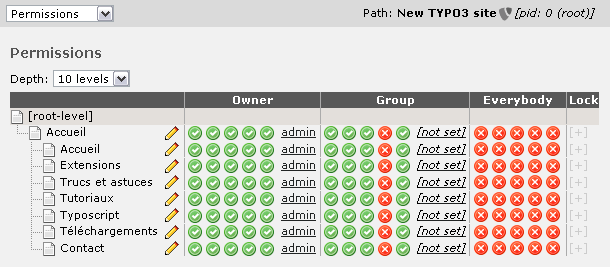 Permissions Path: New TYPO3 site [pid: 0 (root)]
Permissions
Depth: 10 levels
Owner Group Everybody Lock
[root-level]
Accueil admin [not set] [+]
Accueil admin [not set] [+]
Extensions admin [not set] [+]
Trucs et astuces admin [not set] [+]
Tutoriaux admin [not set] [+]
Typoscript admin [not set] [+]
Téléchargements admin [not set] [+]
Contact admin [not set] [+]